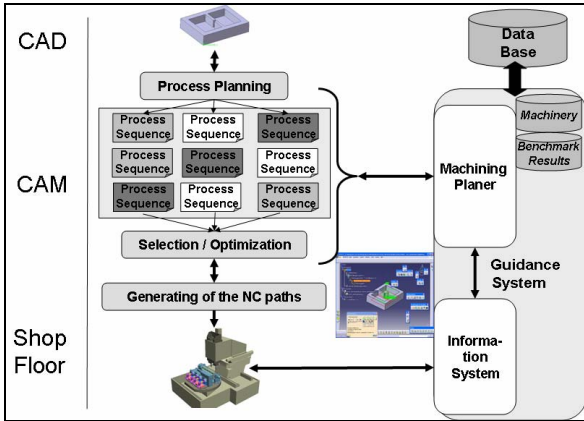 CAD
CAM
Shop
Floor
Process Planning
Process
Sequence
Process
Sequence
Process
Sequence
Process
Sequence
Process
Sequence
Process
Sequence
Process
Sequence
Process
Sequence
Process
Sequence
Selection / Optimization
Generating of the NC paths
Data
Base
Machinery
Benchmark
Results
Machining
Planer
Guidance
System
Informa-
tion
System